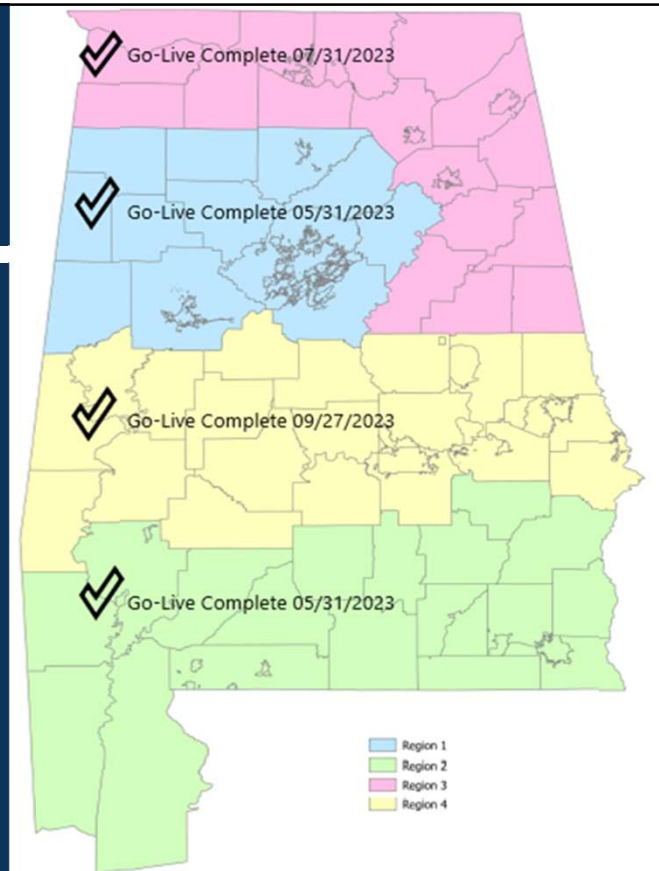 Go-Live Complete 07/31/2023
Go-Live Complete 05/31/2023
Go-Live Complete 09/27/2023
Go-Live Complete 05/31/2023
Region 1
Region 2
Region 3
Region 4